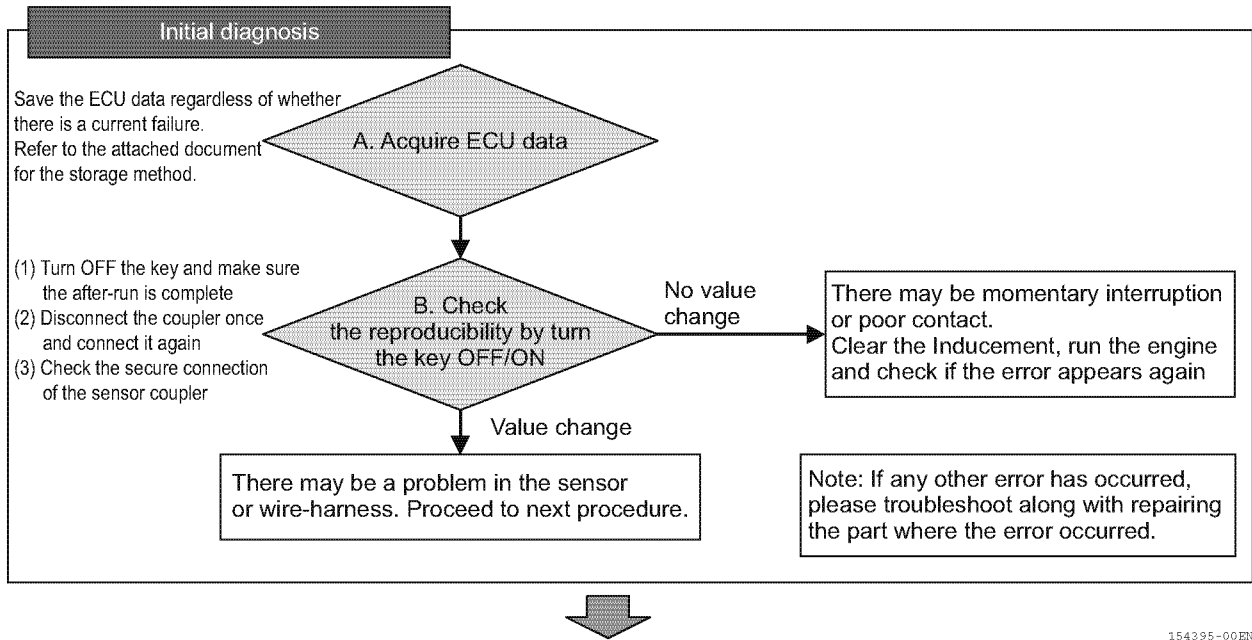 Initial diagnosis
Save the ECU data regardless of whether
there is a current failure.
Refer to the attached document
for the storage method.
A. Acquire ECU data
(1) Turn OFF the key and make sure
the after-run is complete
(2) Disconnect the coupler once
and connect it again
(3) Check the secure connection
of the sensor coupler
B. Check
the reproducibility by turn
the key OFF/ON
No value
change
There may be momentary interruption
or poor contact.
Clear the Inducement, run the engine
and check if the error appears again
Value change
There may be a problem in the sensor
or wire-harness. Proceed to next procedure.
Note: If any other error has occurred,
please troubleshoot along with repairing
the part where the error occurred.
154395-00EN